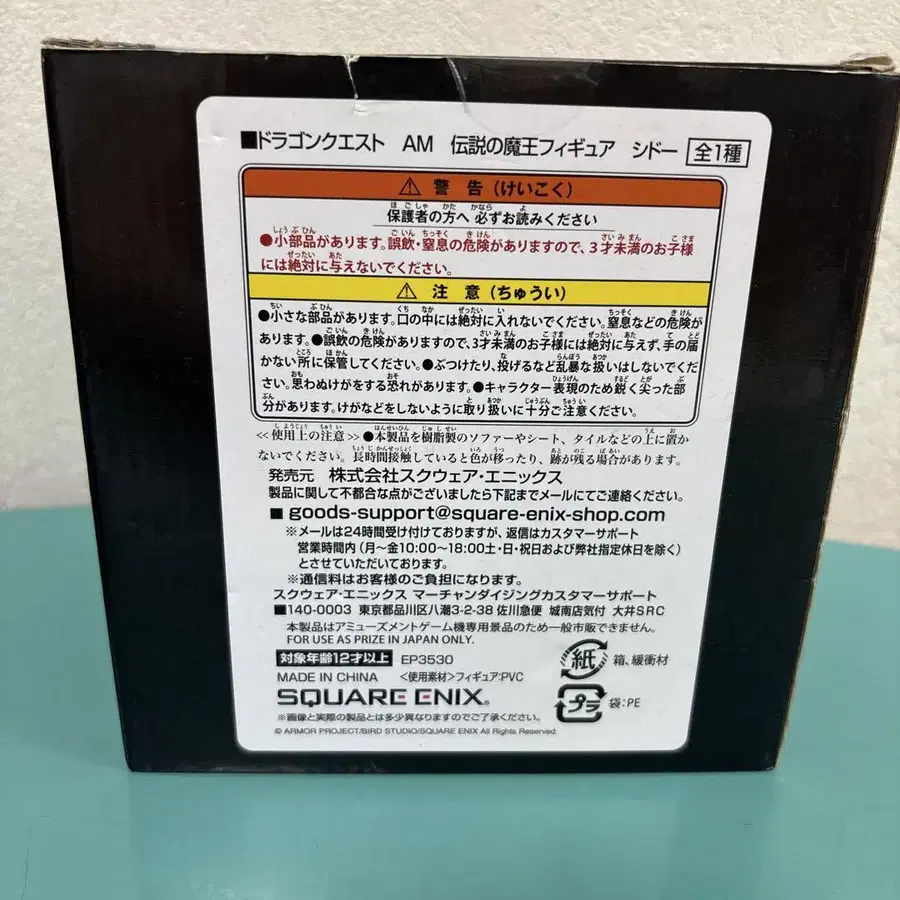 ■ドラゴンクエスト AM 伝説の魔王フィギュア シドー 全1種
⚠ 警告(けいこく)
保護者の方へ 必ずお読みください
●小部品があります。誤飲・窒息の危険がありますので、3才未満のお子様
には絶対に与えないでください。
⚠ 注意(ちゅうい)
●小さな部品があります。口の中には絶対に入れないでください。窒息などの危険が
あります。●誤飲の危険がありますので、3才未満のお子様には絶対に与えず、手の届
かない所に保管してください。●ぶつけたり、投げるなど乱暴な扱いはしないでくだ
さい。思わぬけがをする恐れがあります。●キャラクター表現のため鋭く尖った部
分があります。けがなどをしないように取り扱いに十分ご注意ください。
≪使用上の注意≫●本製品を樹脂製のソファーやシート、タイルなどの上に置か
ないでください。長時間接触していると色が移ったり、跡が残る場合があります。
発売元 株式会社スクウェア・エニックス
製品に関して不都合な点がございましたら下記までメールにてご連絡ください。
■goods-support@square-enix-shop.com
※メールは24時間受け付けておりますが、返信はカスタマーサポート
営業時間内(月〜金10:00〜18:00土・日・祝日および弊社指定休日を除く)
とさせていただいております。
※通信料はお客様のご負担になります。
スクウェア・エニックス マーチャンダイジングカスタマーサポート
■140-0003 東京都品川区八潮3-2-38 佐川急便 城南店気付 大井SRC
本製品はアミューズメントゲーム機専用景品のため一般市販できません。
FOR USE AS PRIZE IN JAPAN ONLY.
対象年齢12才以上 EP3530
MADE IN CHINA 〈使用素材〉フィギュア:PVC
紙 箱、緩衝材
SQUARE ENIX®
プラ 袋:PE
※画像と実際の製品とは多少異なりますのでご了承ください。
© ARMOR PROJECT/BIRD STUDIO/SQUARE ENIX All Rights Reserved.